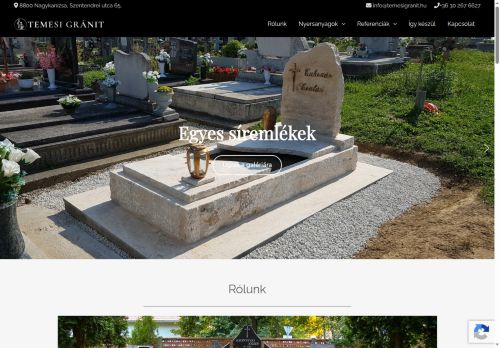 8800 Nagykanizsa, Szentendrei utca 65.
info@temesigranit.hu +36 30 267 6627
TEMESI GRÁNIT
Rólunk Nyersanyagok Referenciák Így készül Kapcsolat
Egyes síremlékek
Rólunk